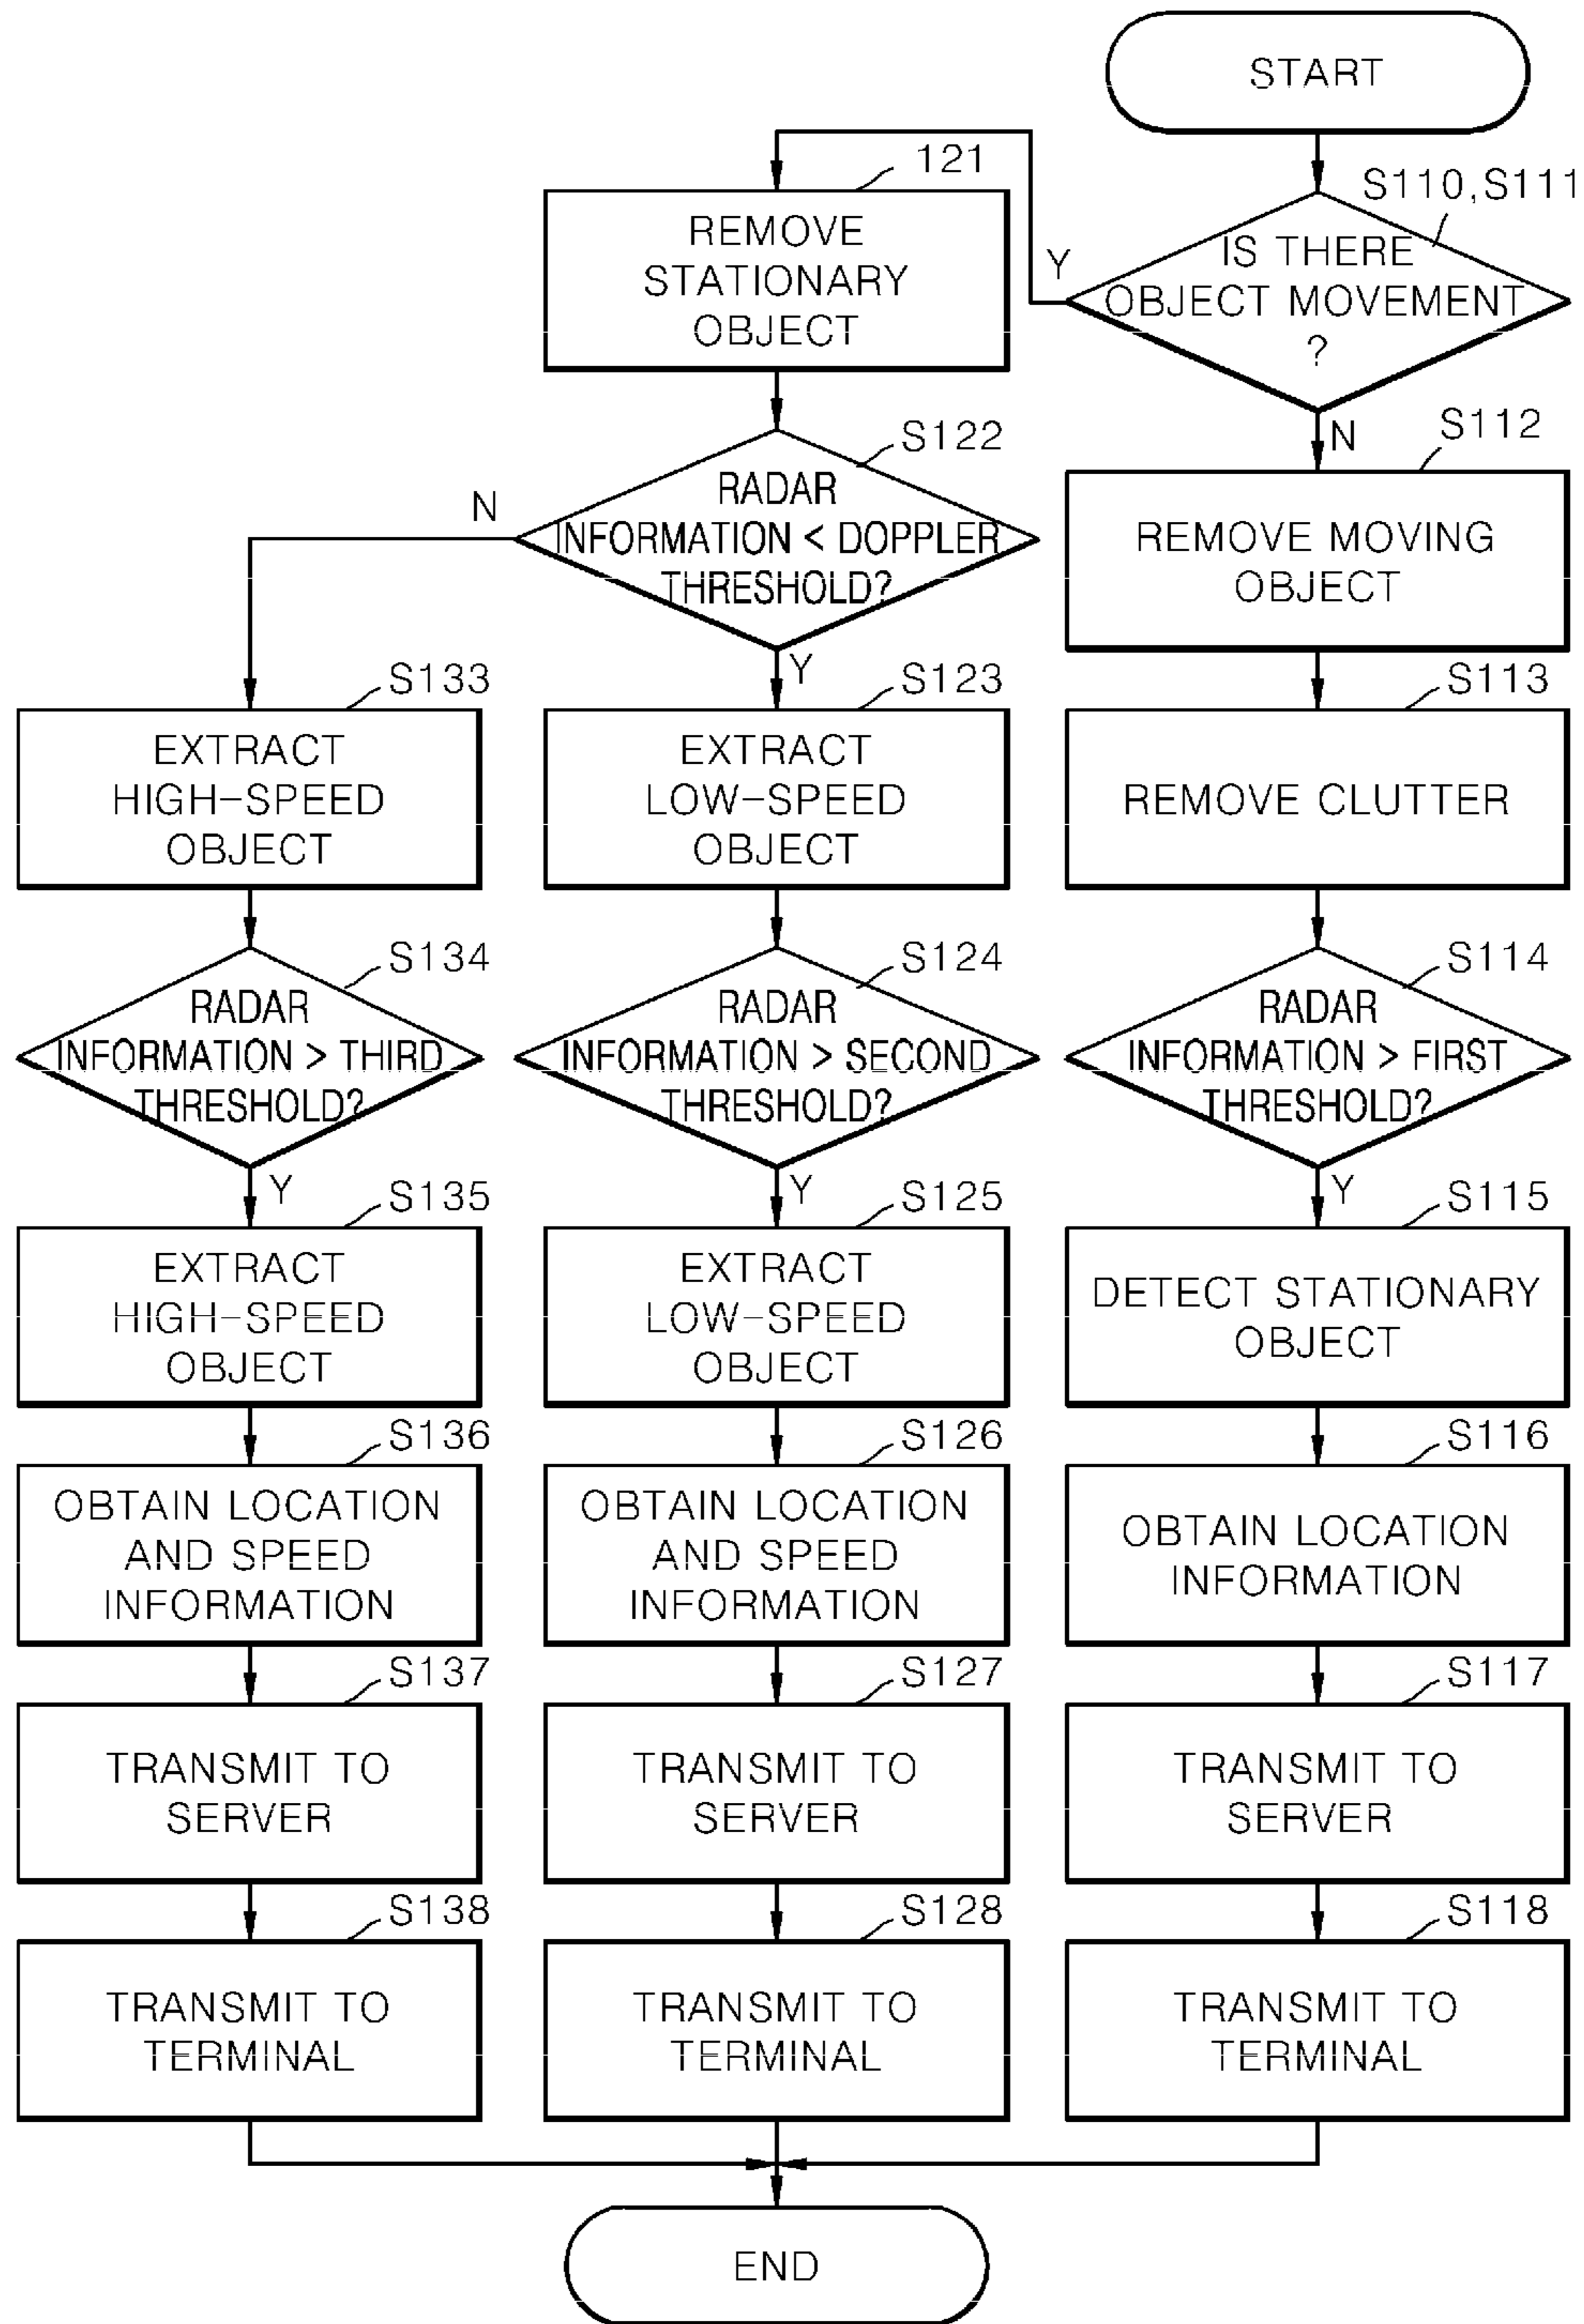 START
S110,S111
IS THERE
OBJECT MOVEMENT
?
Y
N
121
REMOVE
STATIONARY
OBJECT
S122
RADAR
INFORMATION < DOPPLER
THRESHOLD?
N
Y
S112
REMOVE MOVING
OBJECT
S133
EXTRACT
HIGH-SPEED
OBJECT
S123
EXTRACT
LOW-SPEED
OBJECT
S113
REMOVE CLUTTER
S134
RADAR
INFORMATION > THIRD
THRESHOLD?
Y
S124
RADAR
INFORMATION > SECOND
THRESHOLD?
Y
S114
RADAR
INFORMATION > FIRST
THRESHOLD?
Y
S135
EXTRACT
HIGH-SPEED
OBJECT
S125
EXTRACT
LOW-SPEED
OBJECT
S115
DETECT STATIONARY
OBJECT
S136
OBTAIN LOCATION
AND SPEED
INFORMATION
S126
OBTAIN LOCATION
AND SPEED
INFORMATION
S116
OBTAIN LOCATION
INFORMATION
S137
TRANSMIT TO
SERVER
S127
TRANSMIT TO
SERVER
S117
TRANSMIT TO
SERVER
S138
TRANSMIT TO
TERMINAL
S128
TRANSMIT TO
TERMINAL
S118
TRANSMIT TO
TERMINAL
END